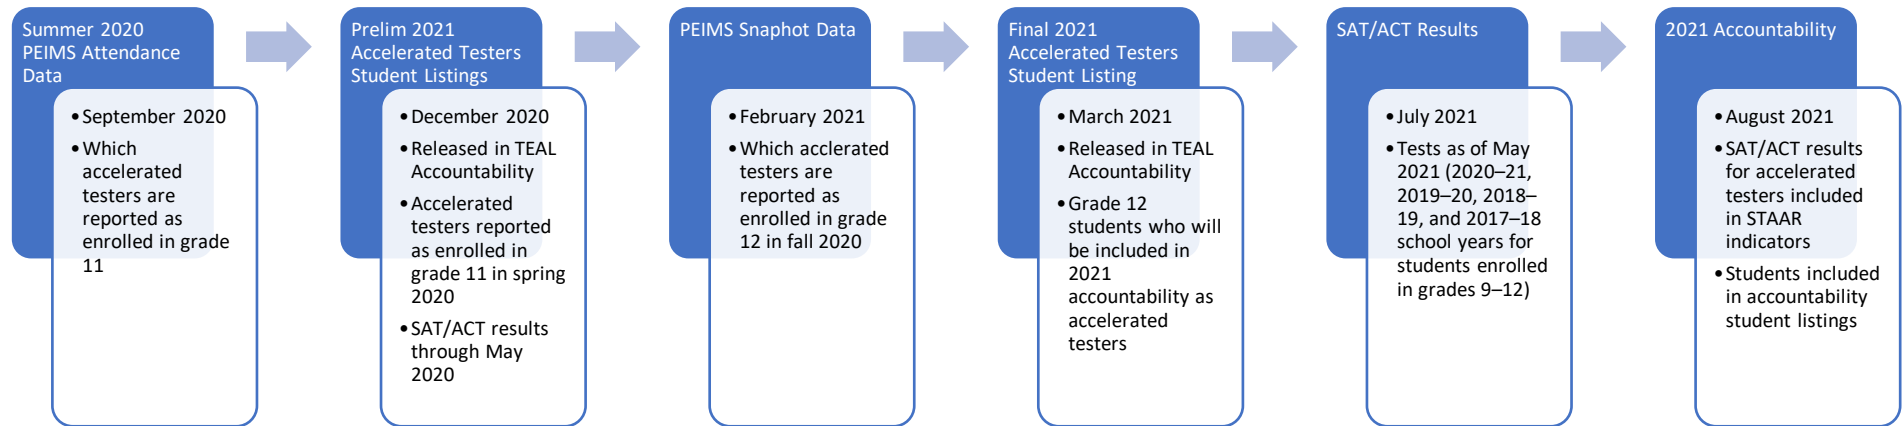 Summer 2020
PEIMS Attendance
Data
•September 2020
•Which
accelerated
testers are
reported as
enrolled in grade
11
Prelim 2021
Accelerated Testers
Student Listings
•December 2020
•Released in TEAL
Accountability
•Accelerated
testers reported
as enrolled in
grade 11 in spring
2020
•SAT/ACT results
through May
2020
PEIMS Snaphot Data
•February 2021
•Which acclerated
testers are
reported as
enrolled in grade
12 in fall 2020
Final 2021
Accelerated Testers
Student Listing
•March 2021
•Released in TEAL
Accountability
•Grade 12
students who will
be included in
2021
accountability as
accelerated
testers
SAT/ACT Results
•July 2021
•Tests as of May
2021 (2020–21,
2019–20, 2018–
19, and 2017–18
school years for
students enrolled
in grades 9–12)
2021 Accountability
•August 2021
•SAT/ACT results
for accelerated
testers included
in STAAR
indicators
•Students included
in accountability
student listings